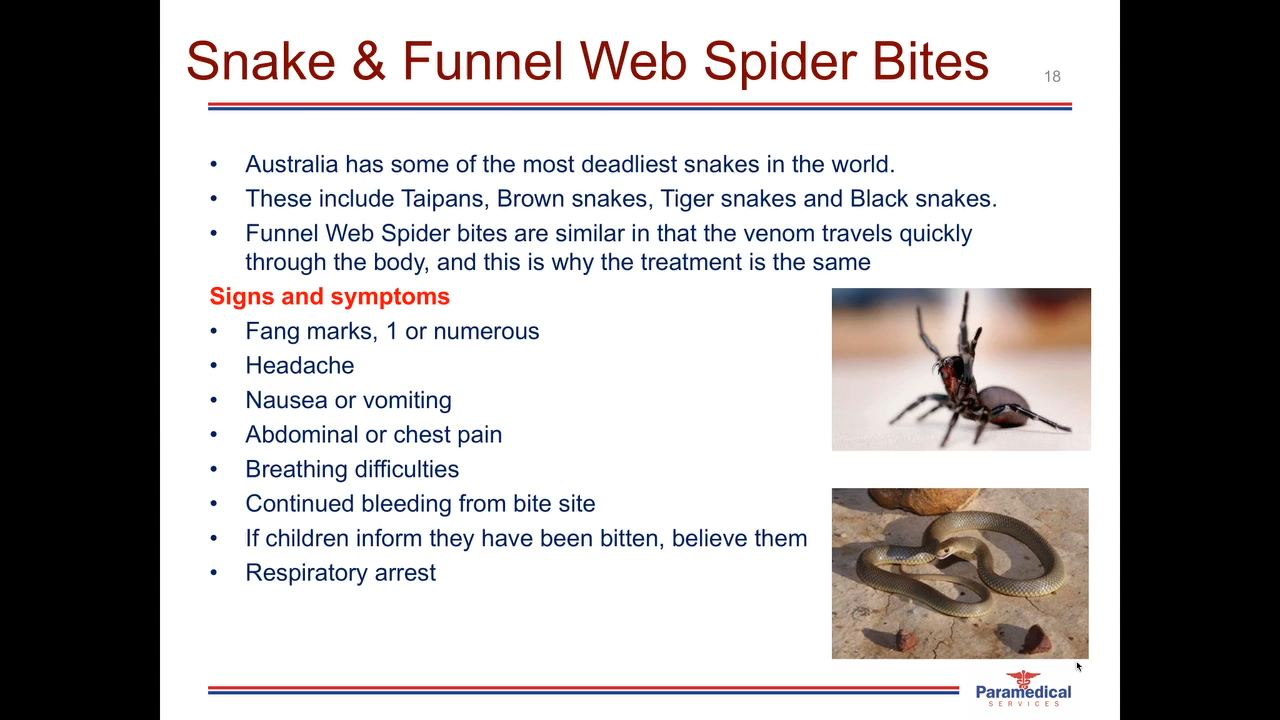 Snake & Funnel Web Spider Bites
18
• Australia has some of the most deadliest snakes in the world.
• These include Taipans, Brown snakes, Tiger snakes and Black snakes.
• Funnel Web Spider bites are similar in that the venom travels quickly
through the body, and this is why the treatment is the same
Signs and symptoms
• Fang marks, 1 or numerous
• Headache
• Nausea or vomiting
• Abdominal or chest pain
• Breathing difficulties
• Continued bleeding from bite site
• If children inform they have been bitten, believe them
• Respiratory arrest
Paramedical
SERVICES